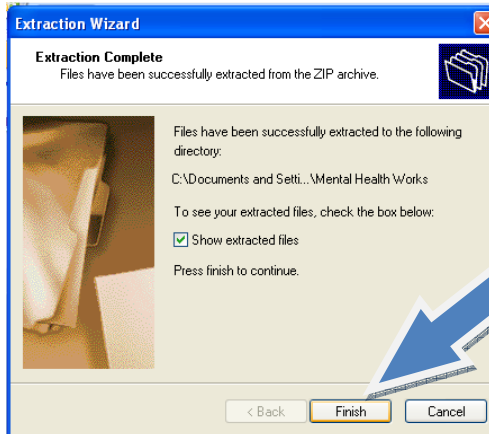 Extraction Wizard
Extraction Complete
Files have been successfully extracted from the ZIP archive.
Files have been successfully extracted to the following
directory:
C:\Documents and Setti...\Mental Health Works
To see your extracted files, check the box below:
Show extracted files
Press finish to continue.
< Back Finish Cancel